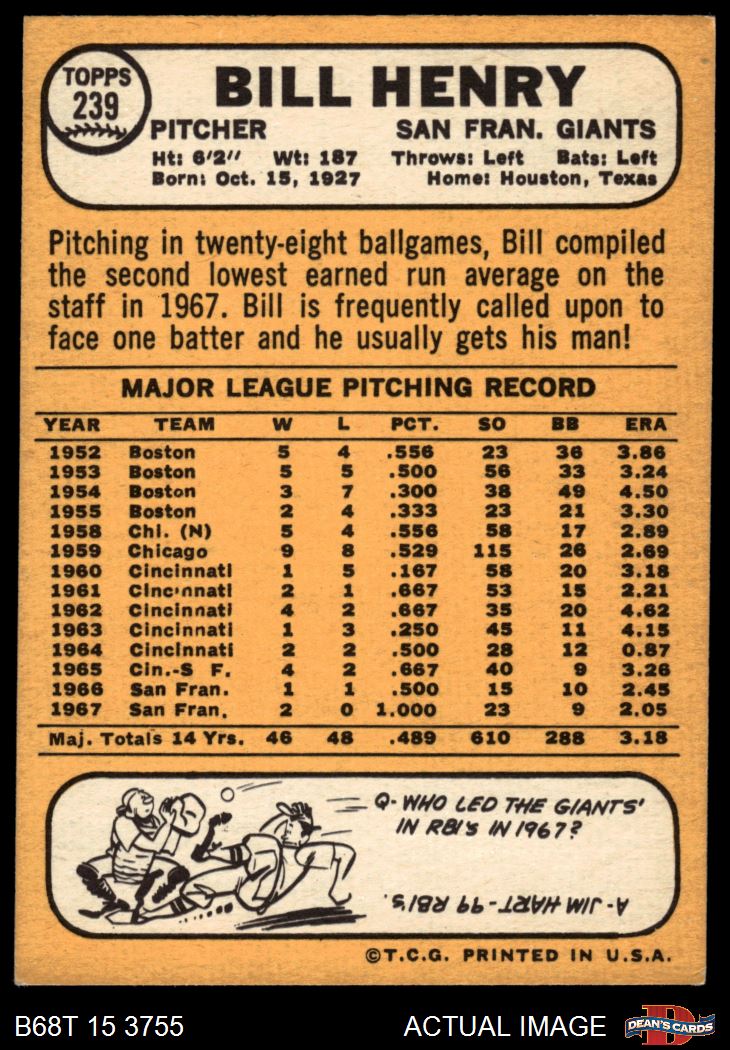 TOPPS
239
BILL HENRY
PITCHER SAN FRAN. GIANTS
Ht: 6'2" Wt: 187 Throws: Left Bats: Left
Born: Oct. 15, 1927 Home: Houston, Texas
Pitching in twenty-eight ballgames, Bill compiled
the second lowest earned run average on the
staff in 1967. Bill is frequently called upon to
face one batter and he usually gets his man!
MAJOR LEAGUE PITCHING RECORD
YEAR TEAM W L PCT. SO BB ERA
1952 Boston 5 4 .556 23 36 3.86
1953 Boston 5 5 .500 56 33 3.24
1954 Boston 3 7 .300 38 49 4.50
1955 Boston 2 4 .333 23 21 3.30
1958 Chi. (N) 5 4 .556 58 17 2.89
1959 Chicago 9 8 .529 115 26 2.69
1960 Cincinnati 1 5 .167 58 20 3.18
1961 Cincinnati 2 1 .667 53 15 2.21
1962 Cincinnati 4 2 .667 35 20 4.62
1963 Cincinnati 1 3 .250 45 11 4.15
1964 Cincinnati 2 2 .500 28 12 0.87
1965 Cin.-S F. 4 2 .667 40 9 3.26
1966 San Fran. 1 1 .500 15 10 2.45
1967 San Fran. 2 0 1.000 23 9 2.05
Maj. Totals 14 Yrs. 46 48 .489 610 288 3.18
Q- WHO LED THE GIANTS'
IN RBI's IN 1967?
A- JIM HART - 99 RBI's.
©T.C.G. PRINTED IN U.S.A.
B68T 15 3755 ACTUAL IMAGE
D
DEAN'S CARDS